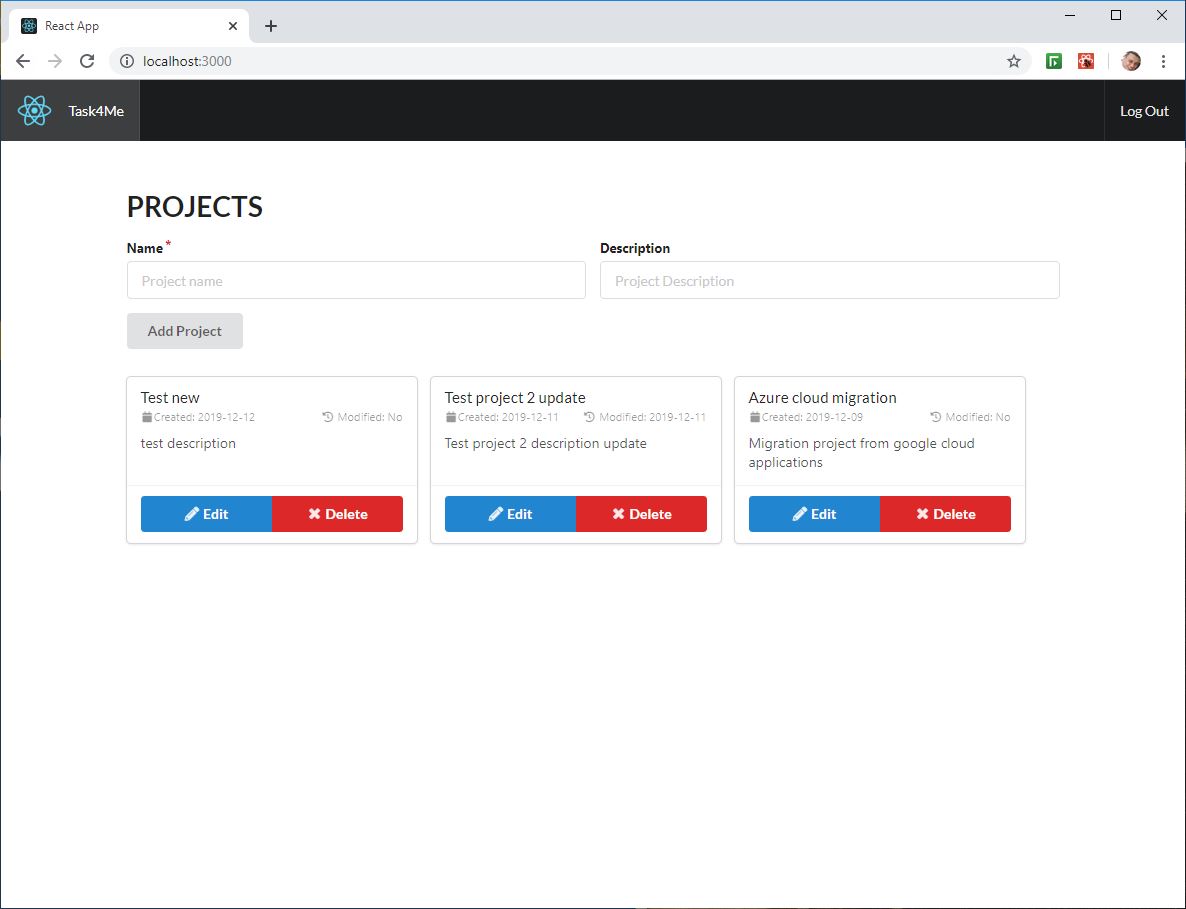 React App
localhost:3000
Task4Me
Log Out
PROJECTS
Name *
Description
Project name
Project Description
Add Project
Test new
Created: 2019-12-12 Modified: No
test description
Edit Delete
Test project 2 update
Created: 2019-12-11 Modified: 2019-12-11
Test project 2 description update
Edit Delete
Azure cloud migration
Created: 2019-12-09 Modified: No
Migration project from google cloud
applications
Edit Delete